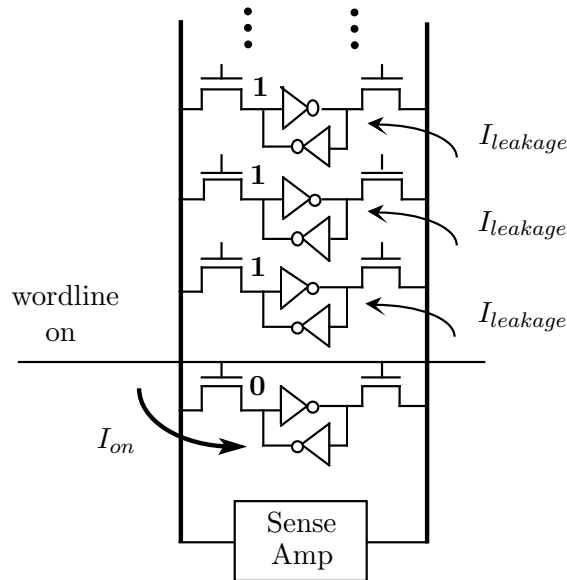 1
I_leakage
1
I_leakage
1
I_leakage
wordline
on
0
I_on
Sense
Amp